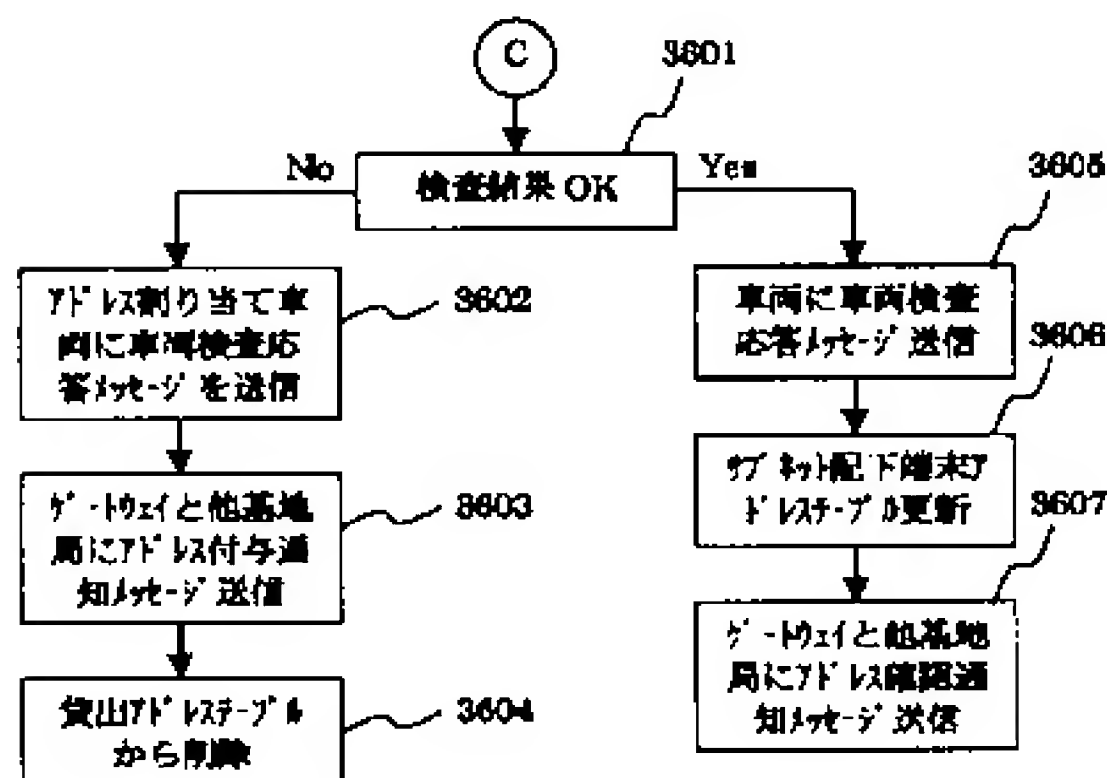 C
3601
No
検査結果 OK
Yes
3605
アドレス割り当て車
両に車両検査応
答メッセージを送信
3602
車両に車両検査
応答メッセージ送信
3606
ゲートウェイと他基地
局にアドレス付与通
知メッセージ送信
3603
サブネット配下端末ア
ドレステーブル更新
3607
貸出アドレステーブル
から削除
3604
ゲートウェイと他基地
局にアドレス確認通
知メッセージ送信